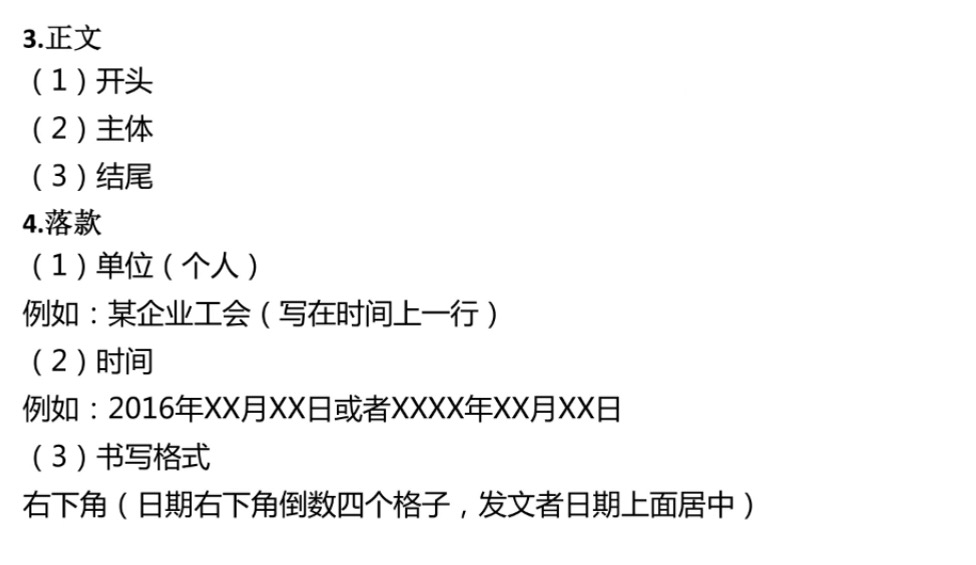 3.正文
（1）开头
（2）主体
（3）结尾
4.落款
（1）单位（个人）
例如：某企业工会（写在时间上一行）
（2）时间
例如：2016年XX月XX日或者XXXX年XX月XX日
（3）书写格式
右下角（日期右下角倒数四个格子，发文者日期上面居中）